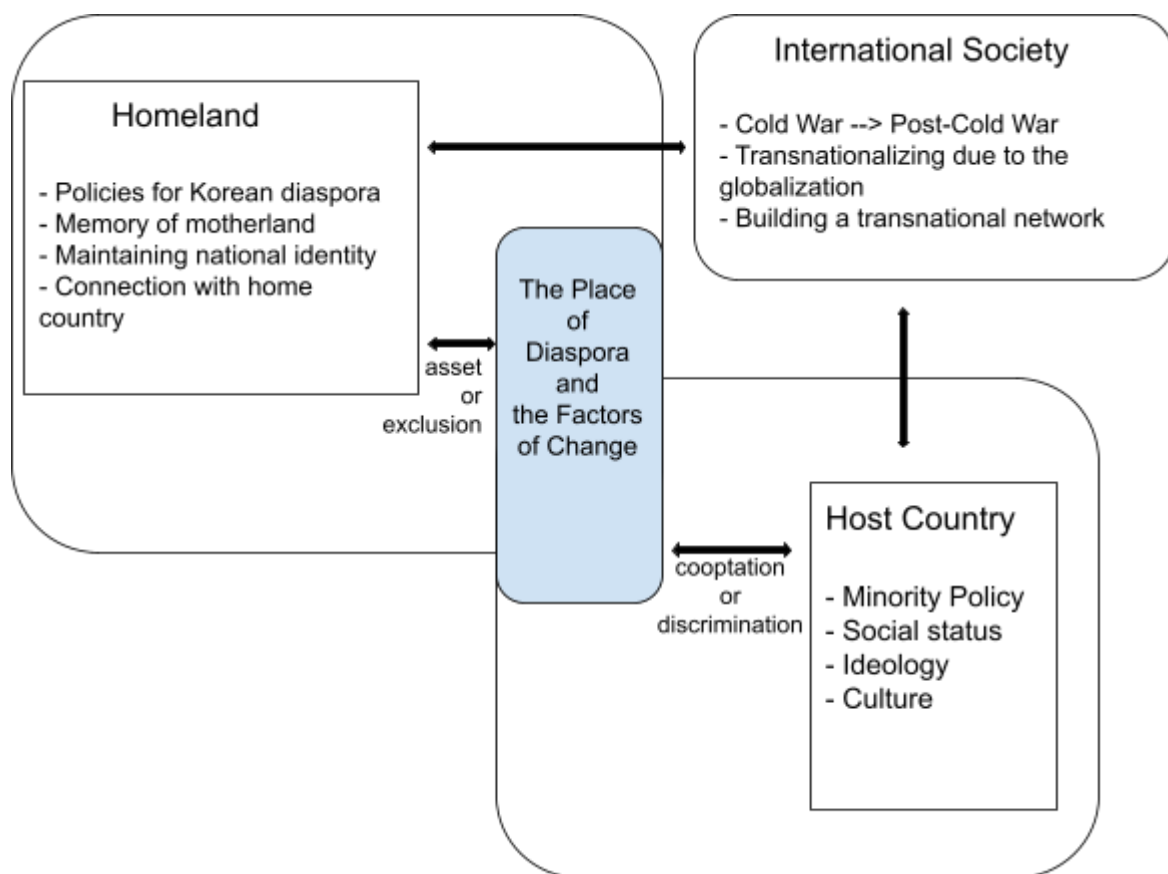 Homeland
- Policies for Korean diaspora
- Memory of motherland
- Maintaining national identity
- Connection with home
country
International Society
- Cold War --> Post-Cold War
- Transnationalizing due to the
globalization
- Building a transnational network
The Place
of
Diaspora
and
the Factors
of Change
asset
or
exclusion
cooptation
or
discrimination
Host Country
- Minority Policy
- Social status
- Ideology
- Culture